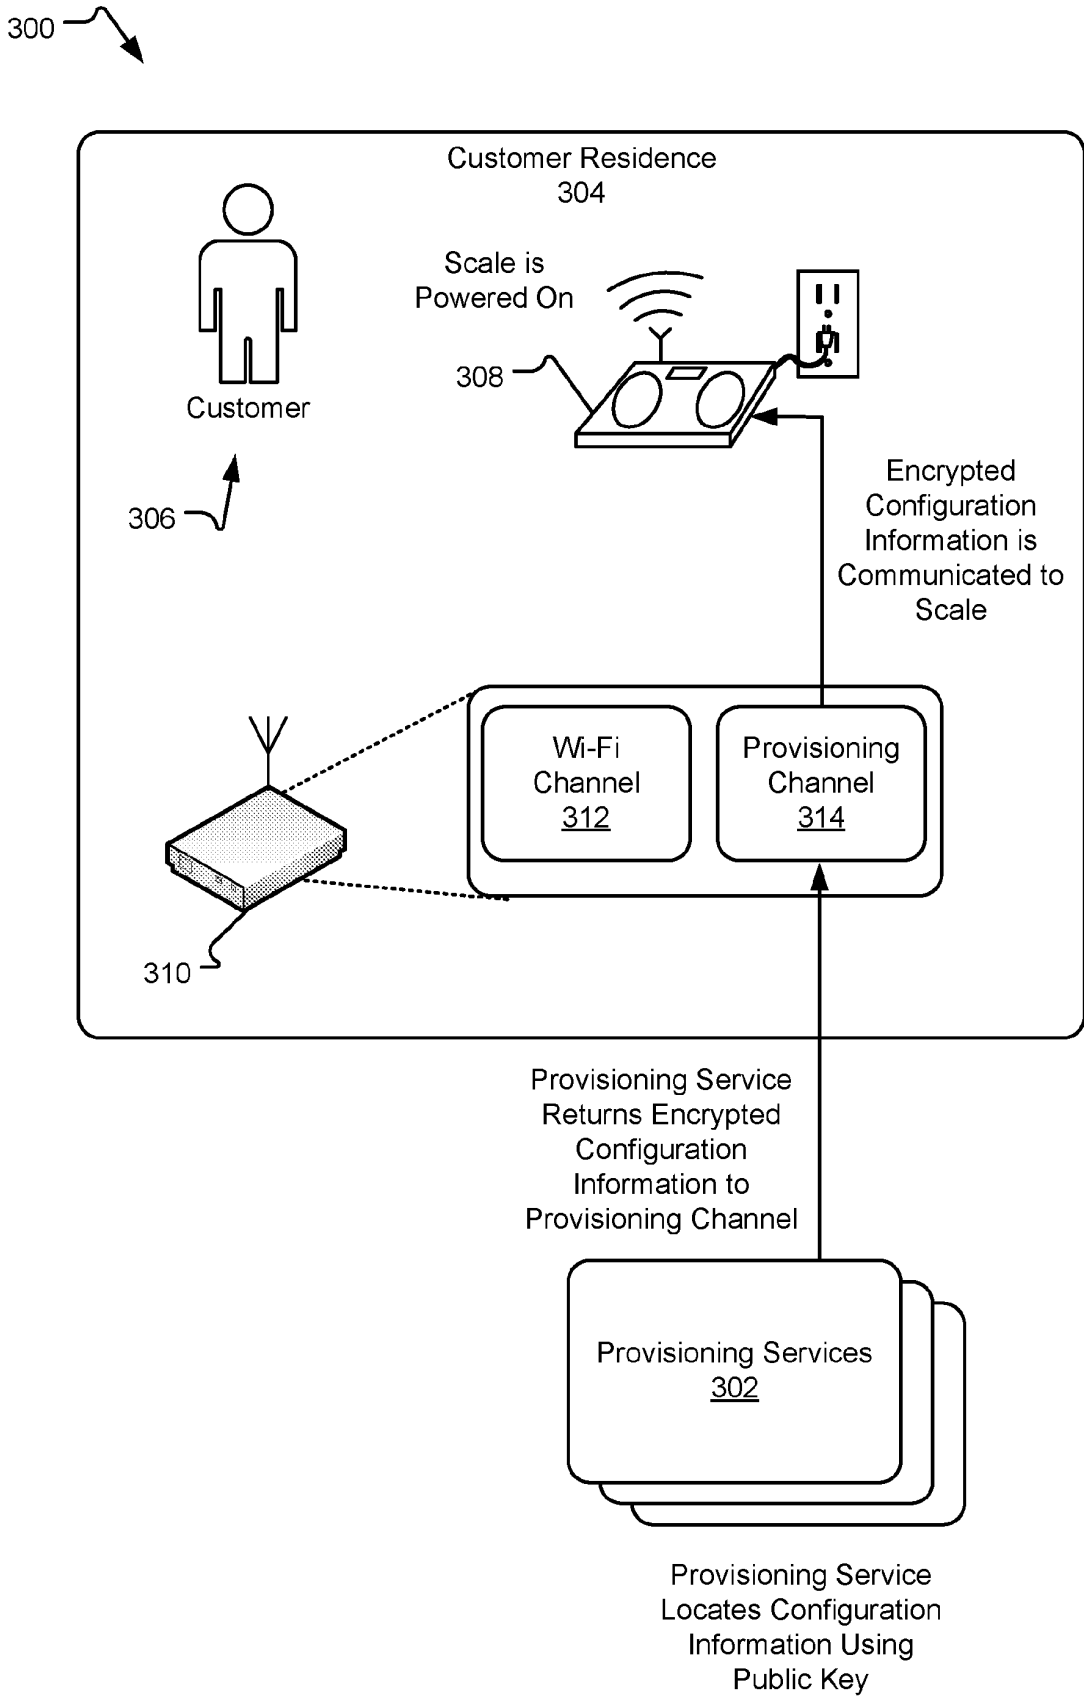 300
Customer Residence
304
Scale is
Powered On
308
Customer
306
Encrypted
Configuration
Information is
Communicated to
Scale
Wi-Fi
Channel
312
Provisioning
Channel
314
310
Provisioning Service
Returns Encrypted
Configuration
Information to
Provisioning Channel
Provisioning Services
302
Provisioning Service
Locates Configuration
Information Using
Public Key